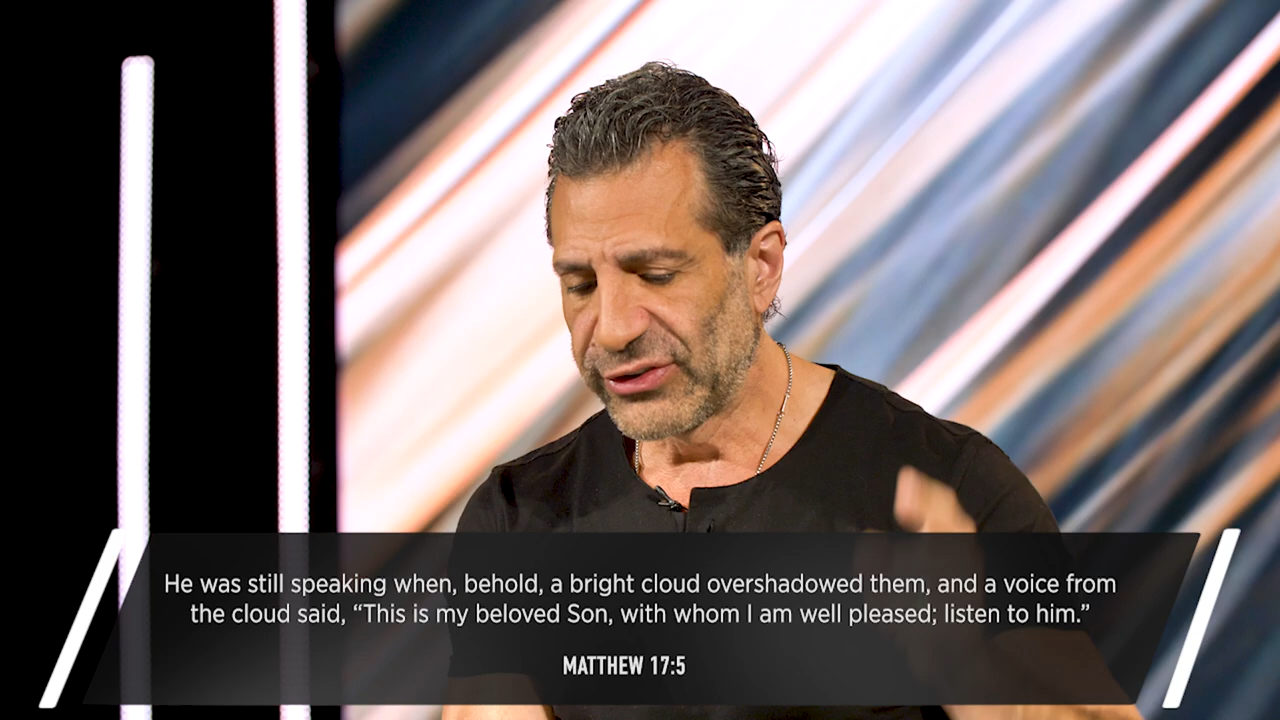 He was still speaking when, behold, a bright cloud overshadowed them, and a voice from
the cloud said, “This is my beloved Son, with whom I am well pleased; listen to him.”
MATTHEW 17:5